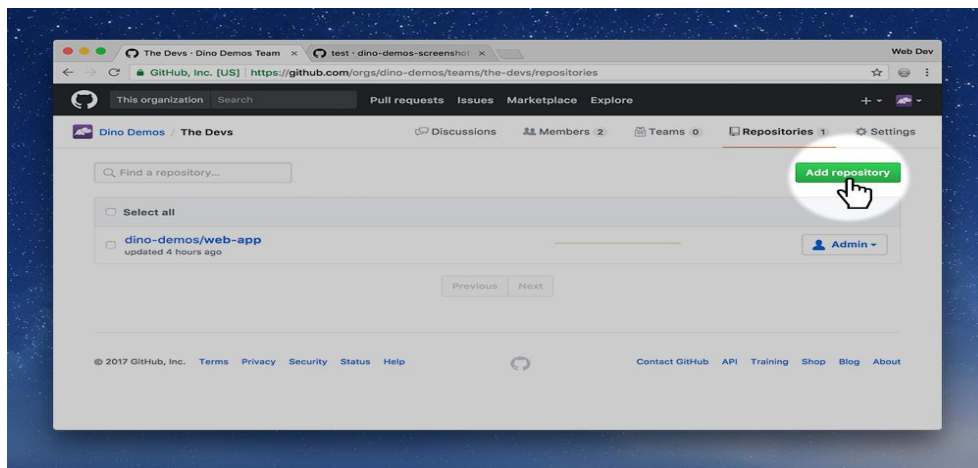 The Devs · Dino Demos Team
test · dino-demos-screenshot
Web Dev
GitHub, Inc. [US] https://github.com/orgs/dino-demos/teams/the-devs/repositories
This organization Search Pull requests Issues Marketplace Explore
Dino Demos / The Devs Discussions Members 2 Teams 0 Repositories 1 Settings
Find a repository... Add repository
Select all
dino-demos/web-app
updated 4 hours ago
Admin
Previous Next
© 2017 GitHub, Inc. Terms Privacy Security Status Help Contact GitHub API Training Shop Blog About